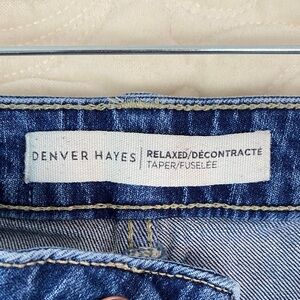 DENVER HAYES RELAXED/DÉCONTRACTÉ
TAPER/FUSELÉE